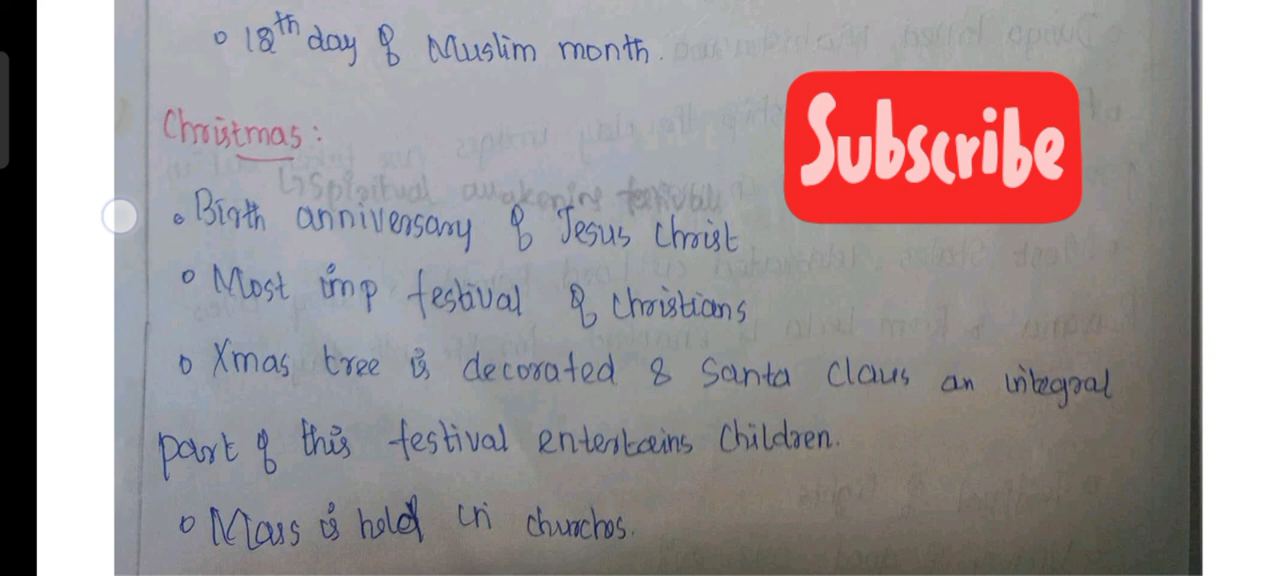 o 18th day of Muslim month.
Subscribe
Christmas:
↳ Spiritual awakening festival
o Birth anniversary of Jesus Christ
o Most imp festival of christians
o Xmas tree is decorated & Santa Claus an integral
part of this festival entertains Children.
o Mass is held in churches.